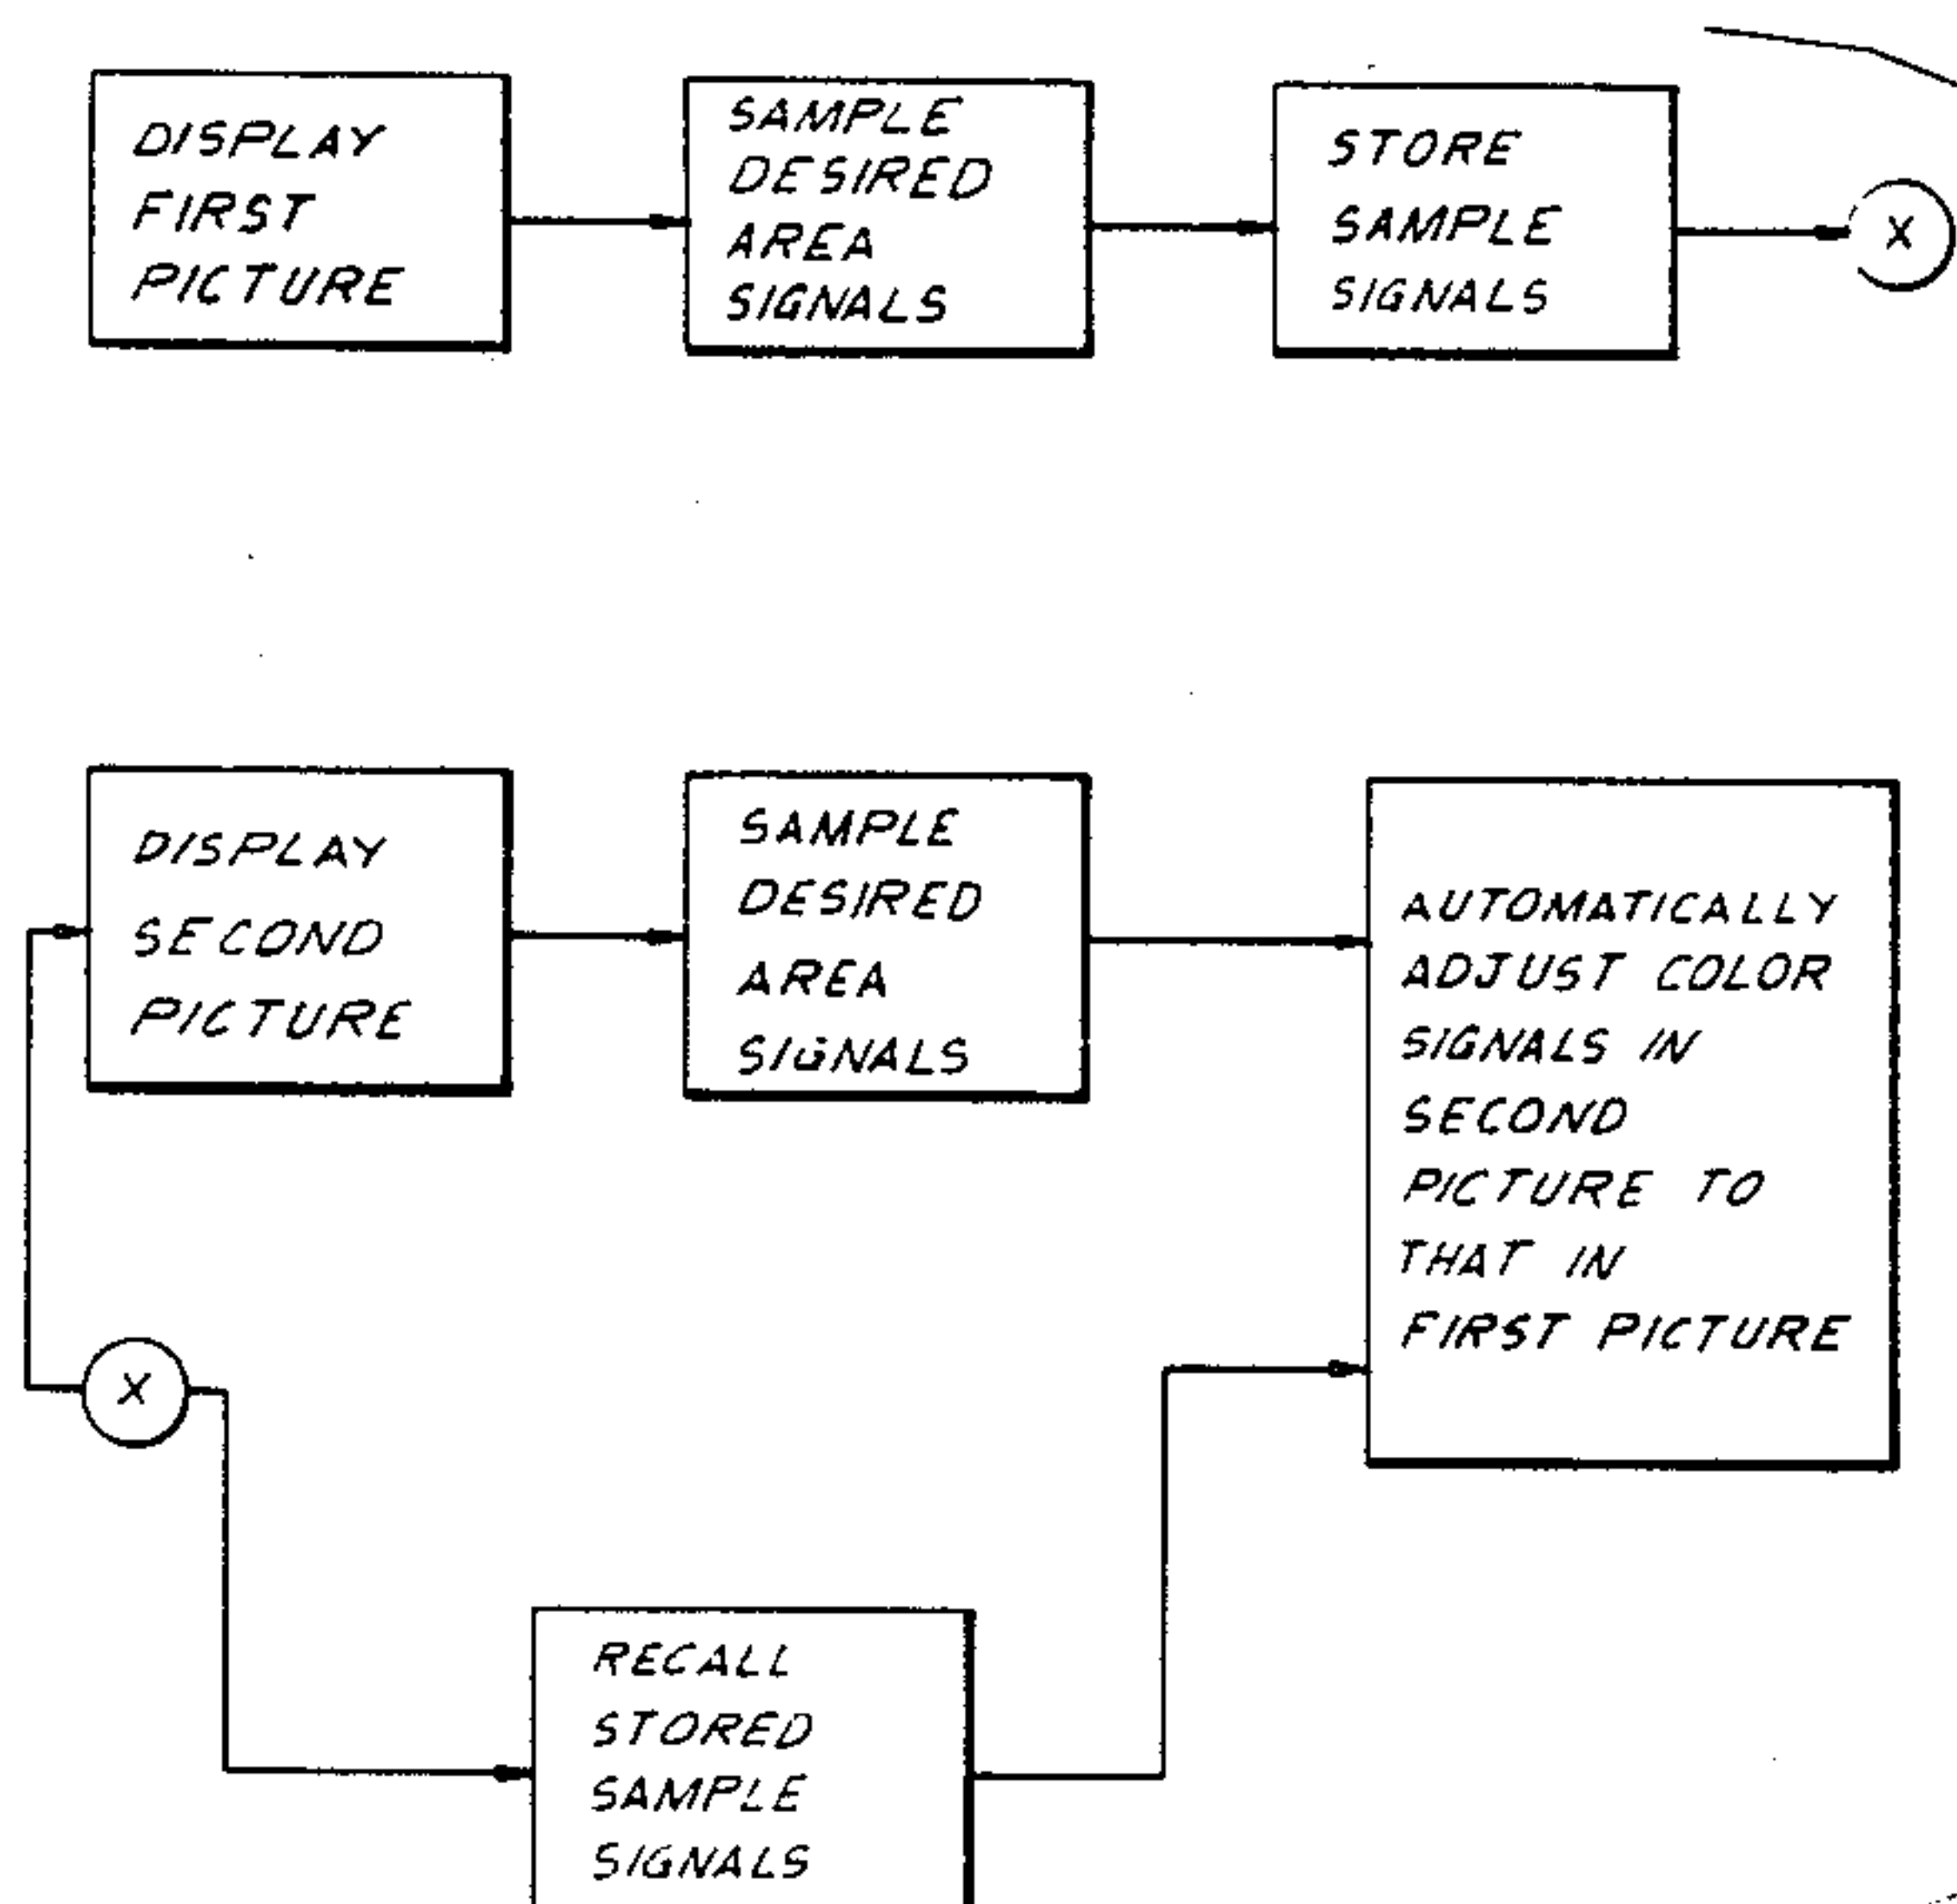 DISPLAY
FIRST
PICTURE
SAMPLE
DESIRED
AREA
SIGNALS
STORE
SAMPLE
SIGNALS
X
DISPLAY
SECOND
PICTURE
SAMPLE
DESIRED
AREA
SIGNALS
AUTOMATICALLY
ADJUST COLOR
SIGNALS IN
SECOND
PICTURE TO
THAT IN
FIRST PICTURE
X
RECALL
STORED
SAMPLE
SIGNALS